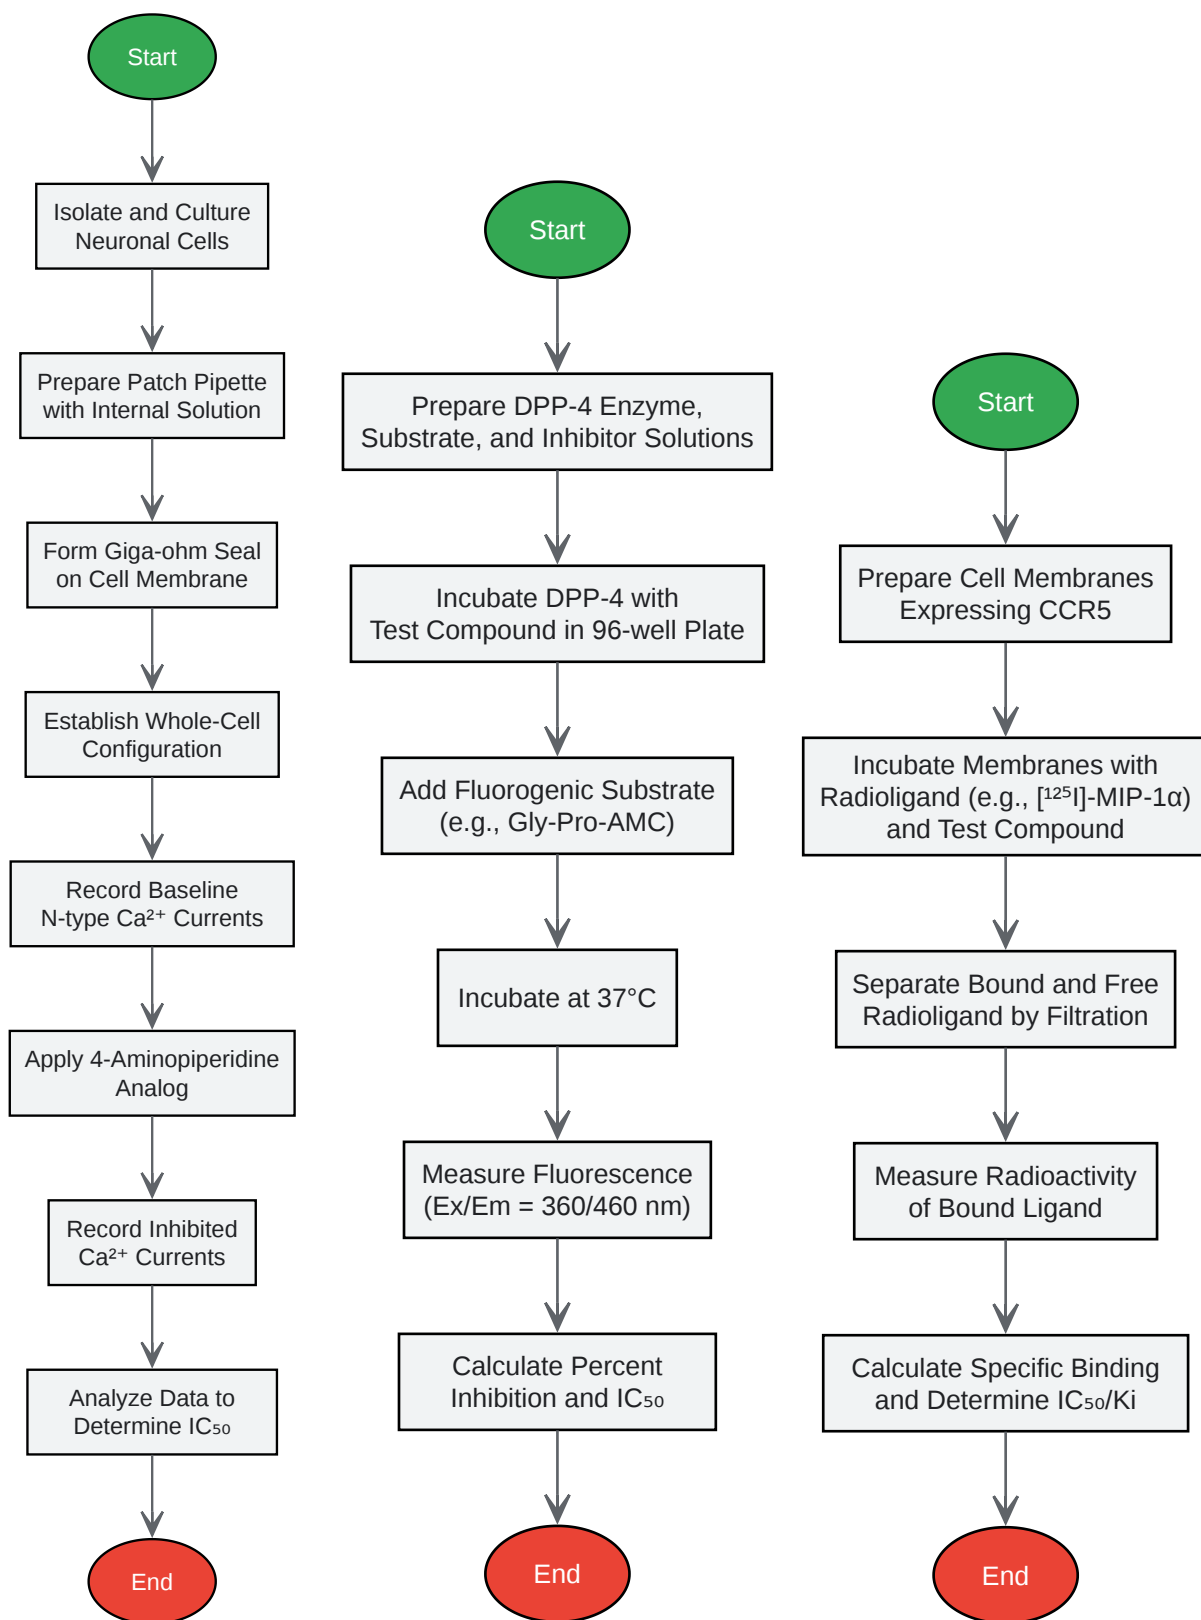 Start
Isolate and Culture
Neuronal Cells
Prepare Patch Pipette
with Internal Solution
Form Giga-ohm Seal
on Cell Membrane
Establish Whole-Cell
Configuration
Record Baseline
N-type Ca²⁺ Currents
Apply 4-Aminopiperidine
Analog
Record Inhibited
Ca²⁺ Currents
Analyze Data to
Determine IC₅₀
End
Start
Prepare DPP-4 Enzyme,
Substrate, and Inhibitor Solutions
Incubate DPP-4 with
Test Compound in 96-well Plate
Add Fluorogenic Substrate
(e.g., Gly-Pro-AMC)
Incubate at 37°C
Measure Fluorescence
(Ex/Em = 360/460 nm)
Calculate Percent
Inhibition and IC₅₀
End
Start
Prepare Cell Membranes
Expressing CCR5
Incubate Membranes with
Radioligand (e.g., [¹²⁵I]-MIP-1α)
and Test Compound
Separate Bound and Free
Radioligand by Filtration
Measure Radioactivity
of Bound Ligand
Calculate Specific Binding
and Determine IC₅₀/Ki
End